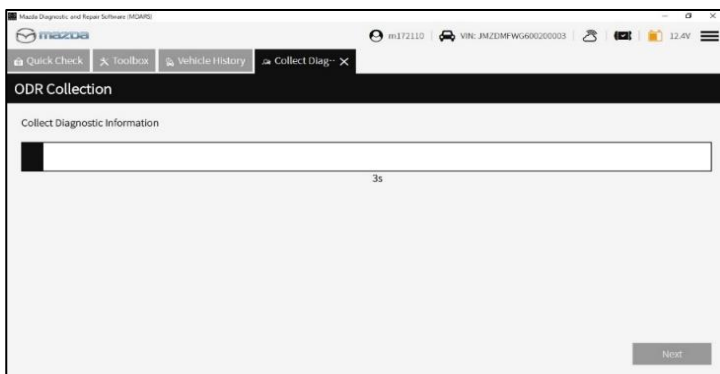 Mazda Diagnostic and Repair Software (MDARS)
mazda
m172110 VIN: JMZDMFWG600200003 12.4V
Quick Check Toolbox Vehicle History Collect Diag··
ODR Collection
Collect Diagnostic Information
3s
Next